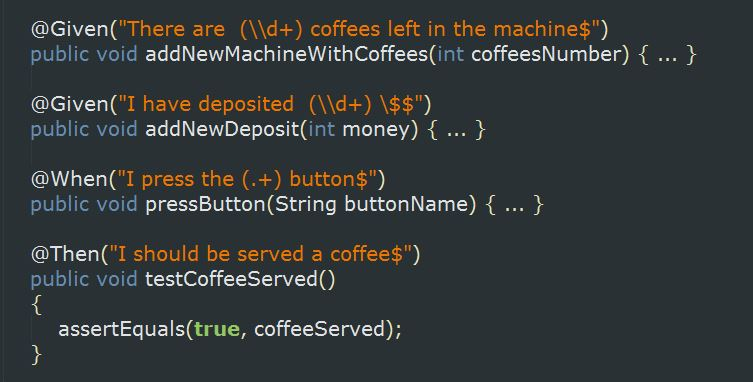 @Given("There are  (\\d+) coffees left in the machine$")
public void addNewMachineWithCoffees(int coffeesNumber) { ... }
@Given("I have deposited  (\\d+) \$$")
public void addNewDeposit(int money) { ... }
@When("I press the (.+) button$")
public void pressButton(String buttonName) { ... }
@Then("I should be served a coffee$")
public void testCoffeeServed()
{
    assertEquals(true, coffeeServed);
}